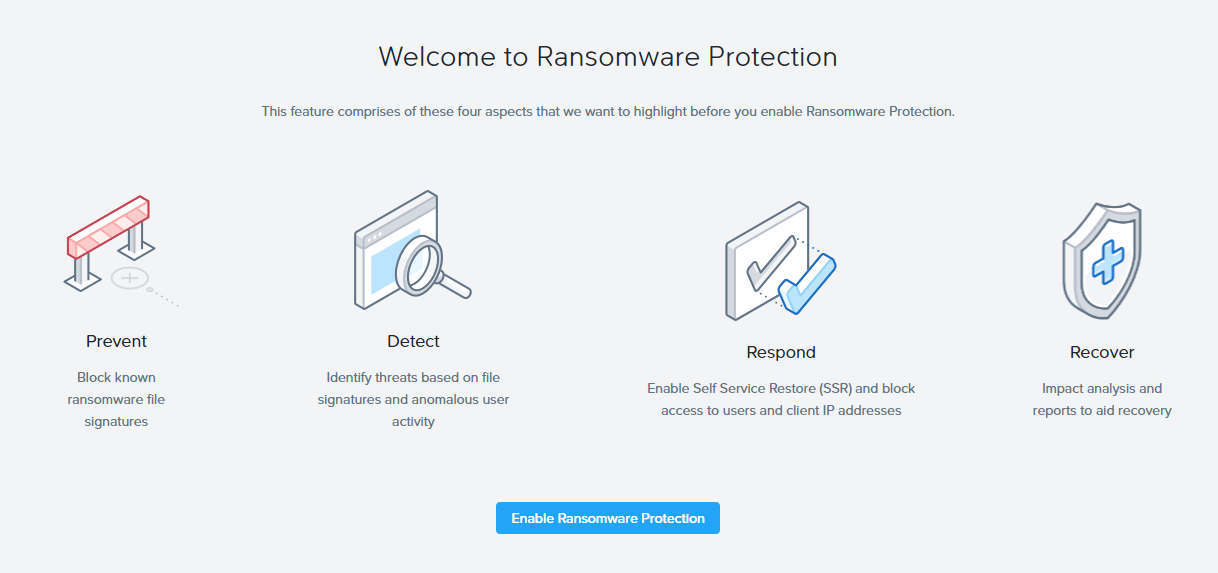 Welcome to Ransomware Protection
This feature comprises of these four aspects that we want to highlight before you enable Ransomware Protection.
Prevent
Block known
ransomware file
signatures
Detect
Identify threats based on file
signatures and anomalous user
activity
Respond
Enable Self Service Restore (SSR) and block
access to users and client IP addresses
Recover
Impact analysis and
reports to aid recovery
Enable Ransomware Protection